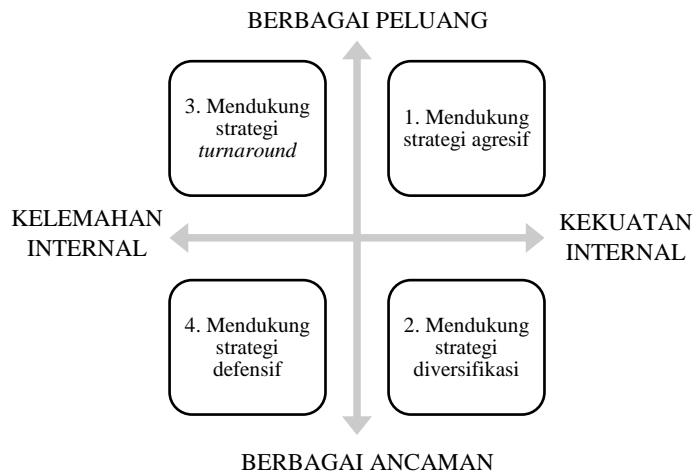 BERBAGAI PELUANG
3. Mendukung
strategi
turnaround
1. Mendukung
strategi agresif
KELEMAHAN
INTERNAL
KEKUATAN
INTERNAL
4. Mendukung
strategi
defensif
2. Mendukung
strategi
diversifikasi
BERBAGAI ANCAMAN